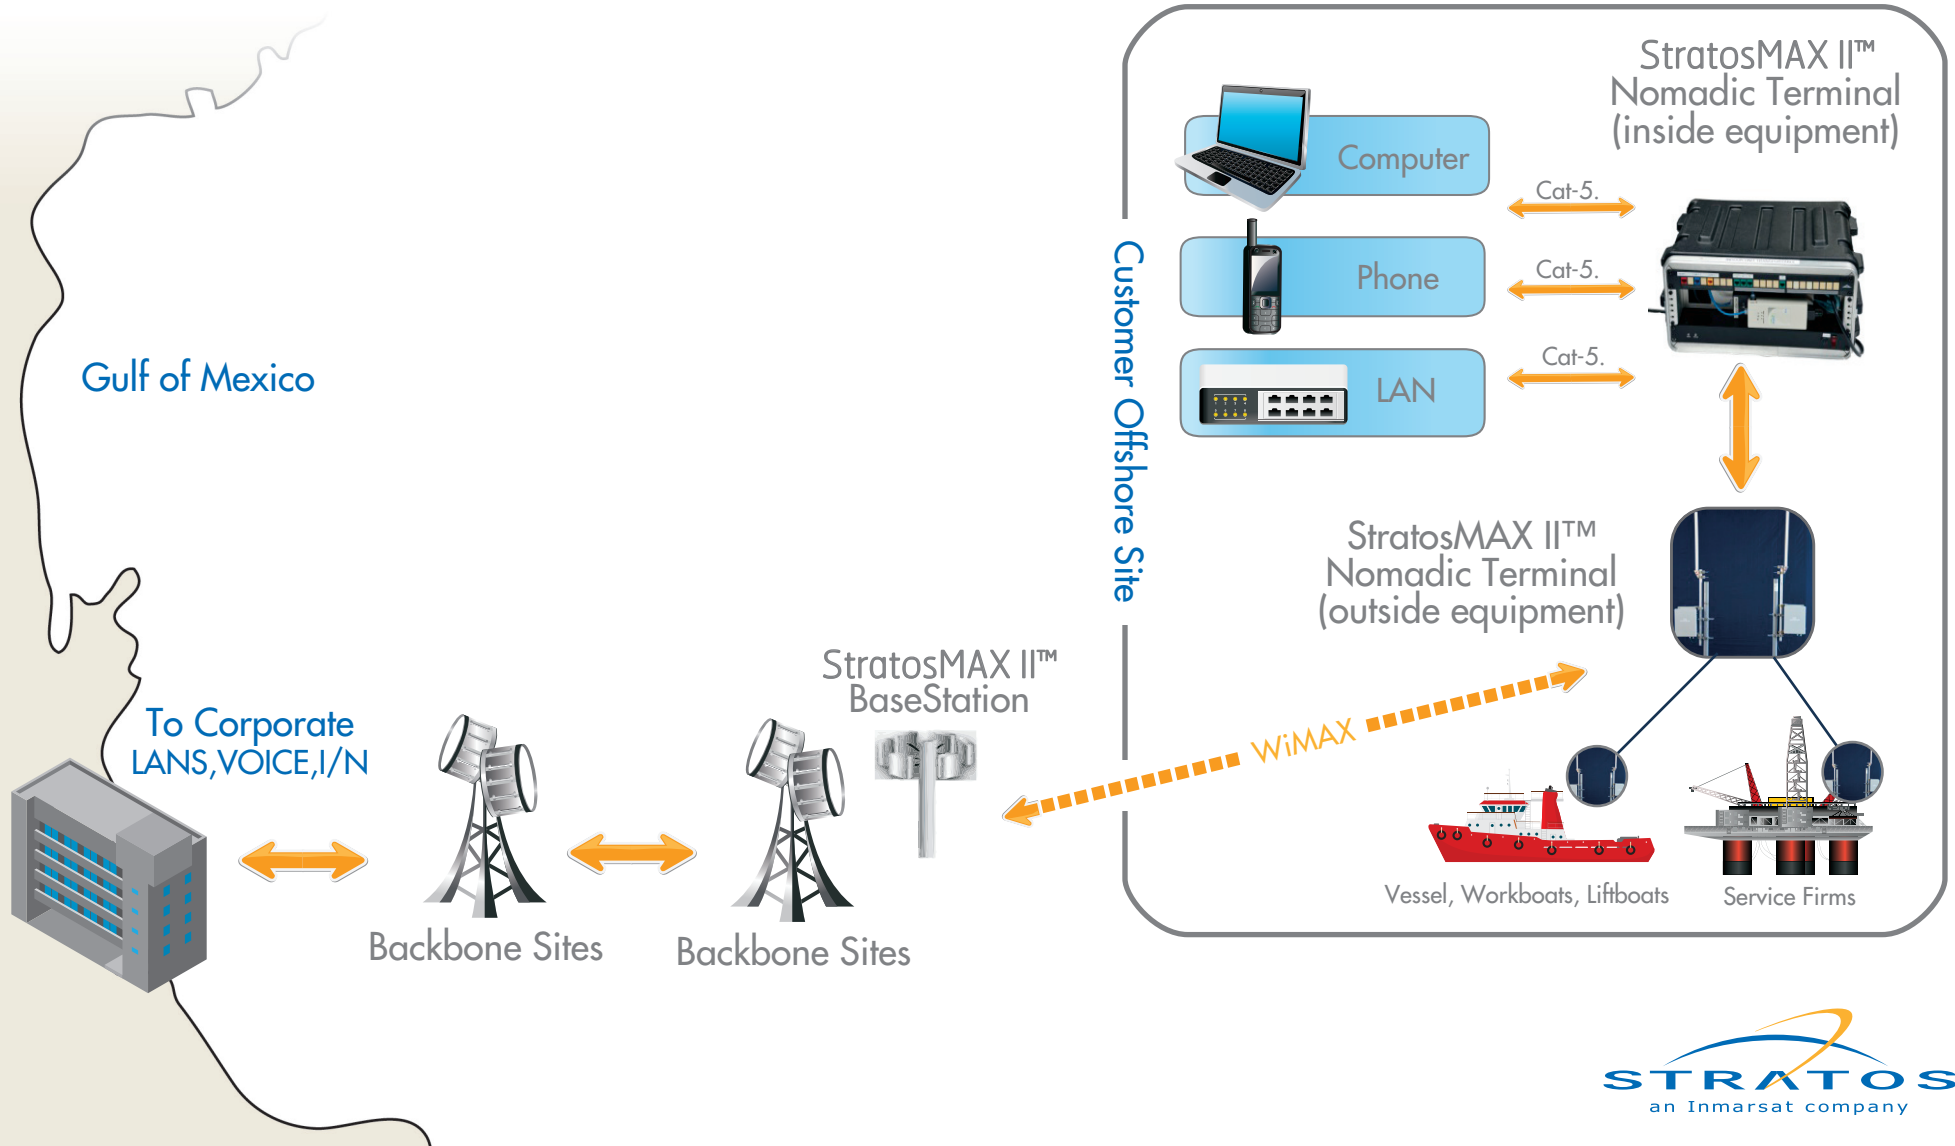 StratosMAX II™
Nomadic Terminal
(inside equipment)
Computer
Cat-5.
Phone
Cat-5.
LAN
Cat-5.
Customer Offshore Site
Gulf of Mexico
StratosMAX II™
Nomadic Terminal
(outside equipment)
StratosMAX II™
BaseStation
WiMAX
To Corporate
LANS,VOICE,I/N
Vessel, Workboats, Liftboats
Service Firms
Backbone Sites
Backbone Sites
STRATOS
an Inmarsat company